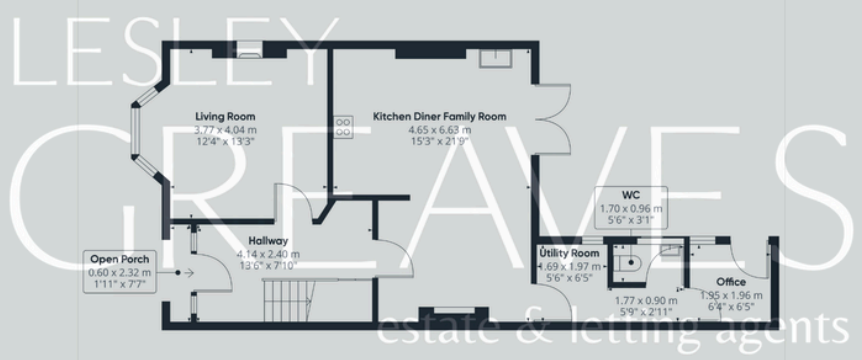 LESLEY
GREAVES
estate & letting agents
Living Room
3.77 x 4.04 m
12'4" x 13'3"
Kitchen Diner Family Room
4.65 x 6.63 m
15'3" x 21'9"
WC
1.70 x 0.96 m
5'6" x 3'1"
Hallway
4.14 x 2.40 m
13'6" x 7'10"
Open Porch
0.60 x 2.32 m
1'11" x 7'7"
Utility Room
1.69 x 1.97 m
5'6" x 6'5"
1.77 x 0.90 m
5'9" x 2'11"
Office
1.95 x 1.96 m
6'4" x 6'5"